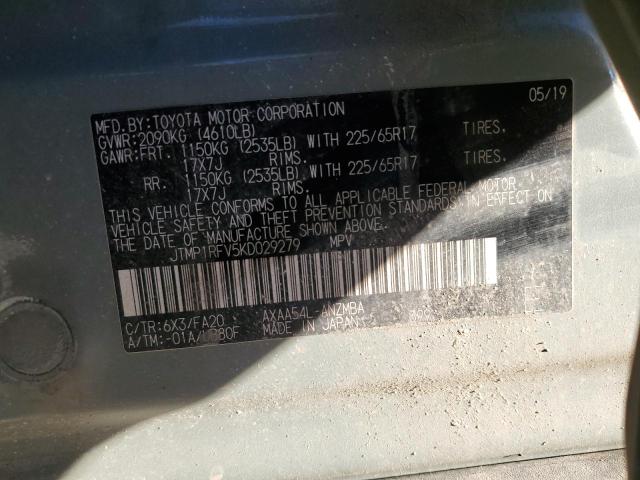 MFD.BY:TOYOTA MOTOR CORPORATION 05/19
GVWR:2090KG (4610LB)
GAWR:FRT. 1150KG (2535LB) WITH 225/65R17 TIRES,
17X7J RIMS.
RR. 1150KG (2535LB) WITH 225/65R17 TIRES,
17X7J RIMS.
THIS VEHICLE CONFORMS TO ALL APPLICABLE FEDERAL MOTOR
VEHICLE SAFETY AND THEFT PREVENTION STANDARDS IN EFFECT ON
THE DATE OF MANUFACTURE SHOWN ABOVE.
JTMP1RFV5KD029279 MPV
C/TR:6X3/FA20 AXAA54L-ANZMBA
A/TM:-01A/ MADE IN JAPAN